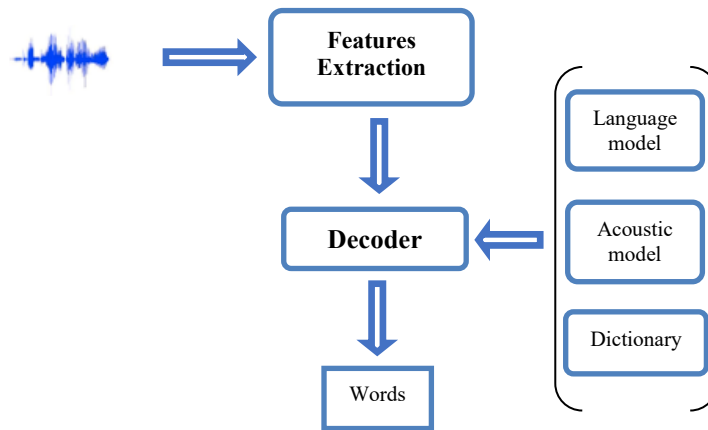 Features
Extraction
Language
model
Decoder
Acoustic
model
Dictionary
Words